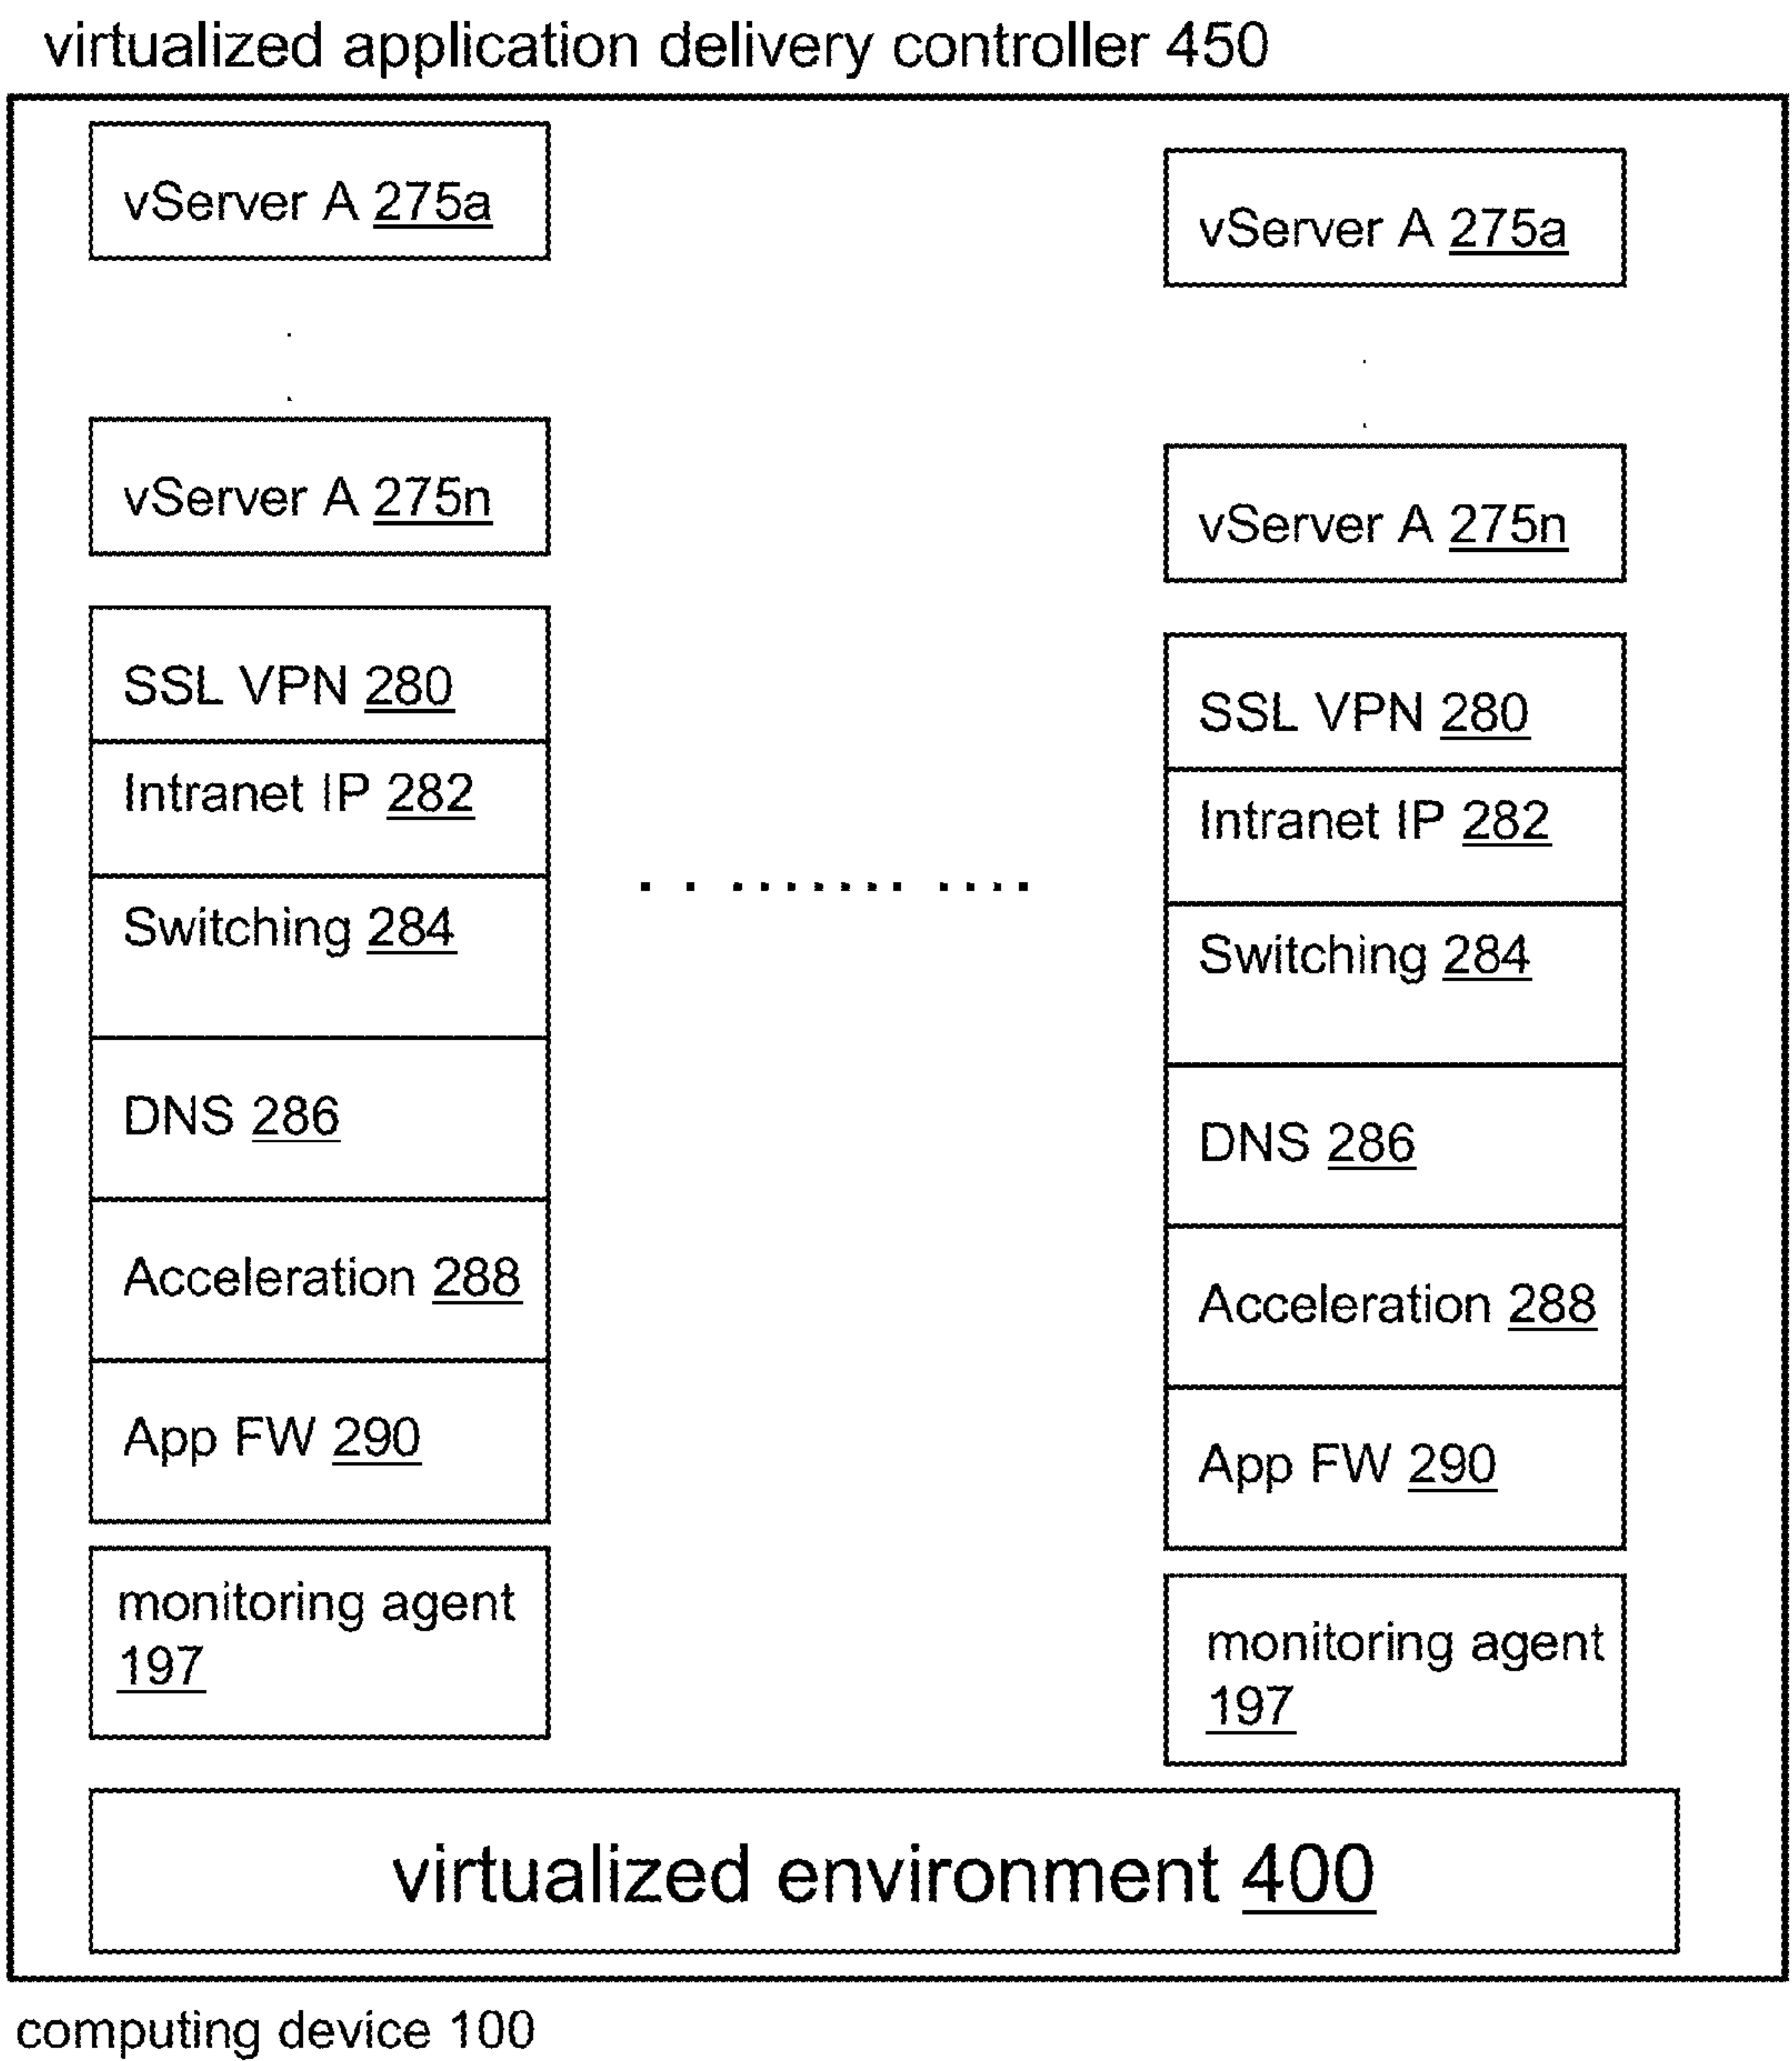 virtualized application delivery controller 450
vServer A 275a
vServer A 275n
SSL VPN 280
Intranet IP 282
Switching 284
DNS 286
Acceleration 288
App FW 290
monitoring agent
197
vServer A 275a
vServer A 275n
SSL VPN 280
Intranet IP 282
Switching 284
DNS 286
Acceleration 288
App FW 290
monitoring agent
197
virtualized environment 400
computing device 100